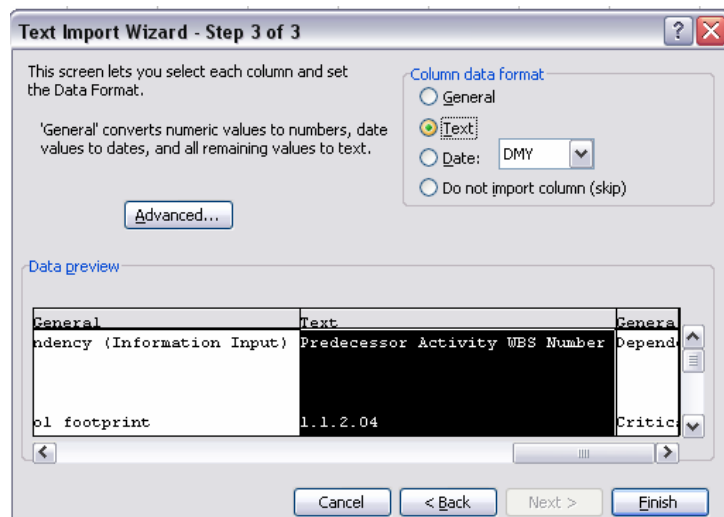 Text Import Wizard - Step 3 of 3
This screen lets you select each column and set
the Data Format.
'General' converts numeric values to numbers, date
values to dates, and all remaining values to text.
Advanced...
Column data format
General
Text
Date: DMY
Do not import column (skip)
Data preview
General Text Genera
ndency (Information Input) Predecessor Activity WBS Number Depend
ol footprint 1.1.2.04 Critic
Cancel < Back Next > Finish